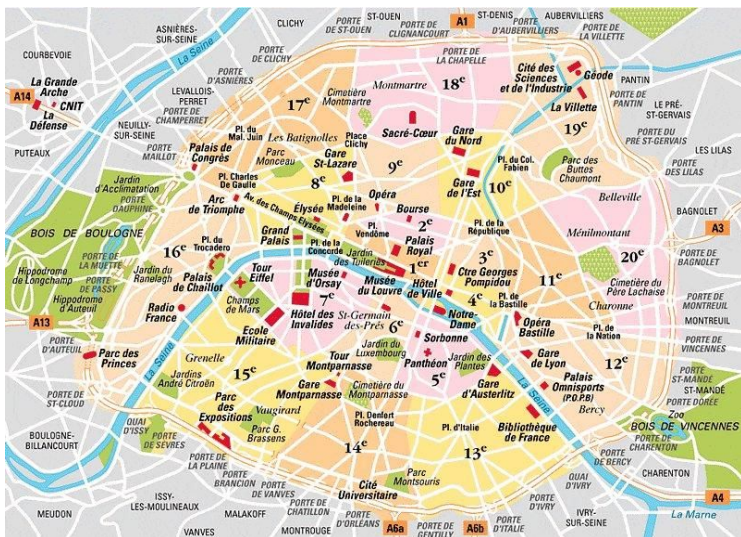 ST-OUEN
CLICHY
A1
ST-DENIS
AUBERVILLIERS
ASNIÈRES-
SUR-SEINE
PORTE
DE ST-OUEN
PORTE DE
CLIGNANCOURT
PORTE
D'AUBERVILLIERS
PORTE DE
LA VILLETTE
COURBEVOIE
La Seine
PORTE
DE CLICHY
PORTE DE
LA CHAPELLE
La Grande
Arche
CNIT
La
Défense
A14
PORTE
D'ASNIÈRES
LEVALLOIS-
PERRET
PORTE DE
CHAMPERRET
NEUILLY-
SUR-SEINE
PUTEAUX
Cimetière
Montmartre
Montmartre
18e
Cité des
Sciences
et de l'Industrie
Géode
La Villette
PANTIN
PORTE
DE PANTIN
LE PRÉ-
ST-GERVAIS
PORTE DU
PRÉ ST-GERVAIS
17e
Pl. du
Mal. Juin
Les Batignolles
Place
Clichy
Sacré-Cœur
Gare
du Nord
19e
PORTE
MAILLOT
Palais de
Congrès
Parc
Monceau
Gare
St-Lazare
9e
Pl. du Col.
Fabien
Parc des
Buttes
Chaumont
LES LILAS
PORTE
DES LILAS
Jardin
d'Acclimatation
Pl. Charles
De Gaulle
8e
Gare
de l'Est
10e
PORTE
DAUPHINE
Arc
de Triomphe
Av. des Champs Elysées
Élysée
Pl. de la
Madeleine
Opéra
Bourse
2e
Belleville
BAGNOLET
A3
BOIS DE BOULOGNE
Pl.
Vendôme
Pl. de la
République
Ménilmontant
16e
Pl. du
Trocadero
Grand
Palais
Pl. de la
Concorde
Jardin
des Tuileries
Palais
Royal
1er
3e
11e
20e
PORTE
DE BAGNOLET
PORTE
DE LA MUETTE
PORTE
DE PASSY
Jardin du
Ranelagh
Palais
de Chaillot
Tour
Eiffel
Musée
d'Orsay
Musée
du Louvre
Hôtel
de Ville
Ctre Georges
Pompidou
Cimetière du
Père Lachaise
Hippodrome
de Longchamp
Hippodrome
d'Auteuil
Radio
France
Champs
de Mars
7e
Hôtel des
Invalides
St-Germain
des-Prés
6e
4e
Notre-
Dame
Pl. de
la Bastille
Charonne
PORTE DE
MONTREUIL
MONTREUIL
A13
PORTE
D'AUTEUIL
Ecole
Militaire
Sorbonne
Opéra
Bastille
Pl. de
la Nation
PORTE DE
VINCENNES
Parc des
Princes
La Seine
Grenelle
15e
Tour
Montparnasse
Jardin du
Luxembourg
Panthéon
Jardin des
Plantes
5e
Gare
de Lyon
12e
PORTE
DE ST-CLOUD
Jardins
André Citroën
Gare
Montparnasse
Cimetière du
Montparnasse
Gare
d'Austerlitz
La Seine
Palais
Omnisports
(P.O.P.B)
Bercy
PORTE DE
ST-MANDÉ
ST-MANDÉ
PORTE DORÉE
Zoo
BOIS DE VINCENNES
Parc
des
Expositions
Vaugirard
Parc G.
Brassens
Pl. Denfert
Rochereau
Pl. d'Italie
Bibliothèque
de France
PORTE DE
CHARENTON
QUAI
D'ISSY
PORTE
DE SÈVRES
BOULOGNE-
BILLANCOURT
14e
13e
PORTE
DE BERCY
CHARENTON
PORTE
DE LA PLAINE
PORTE
BRANCION
PORTE
DE VANVES
Parc
Montsouris
Cité
Universitaire
QUAI
D'IVRY
A4
ISSY-
LES-MOULINEAUX
MALAKOFF
PORTE
DE CHATILLON
PORTE
D'ORLÉANS
PORTE
D'IVRY
IVRY-
SUR-SEINE
La Marne
MEUDON
VANVES
MONTROUGE
A6a
PORTE DE
GENTILLY
A6b
PORTE
D'ITALIE